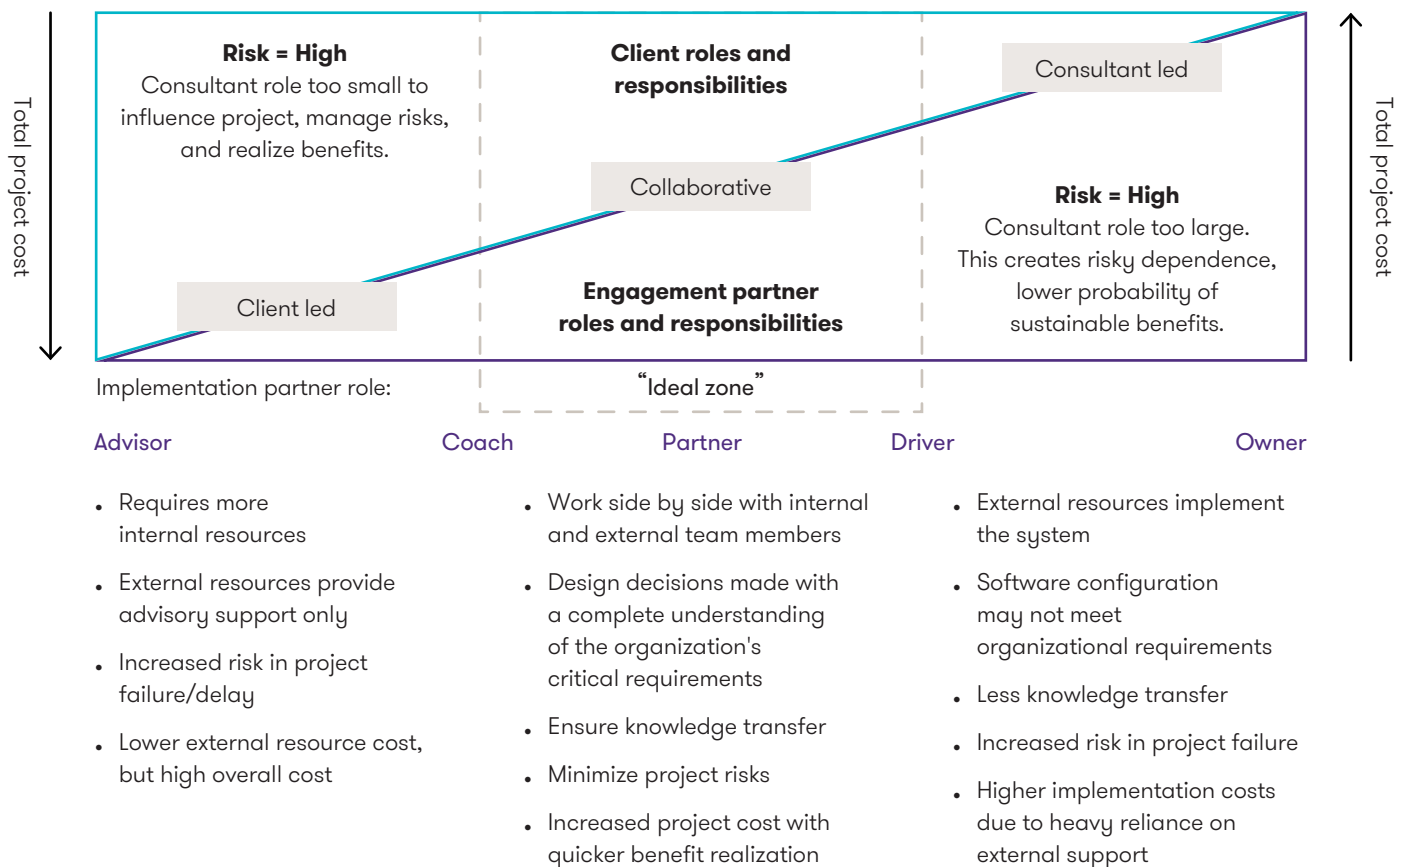 Total project cost
Risk = High
Consultant role too small to
influence project, manage risks,
and realize benefits.
Client roles and
responsibilities
Consultant led
Total project cost
Collaborative
Risk = High
Consultant role too large.
This creates risky dependence,
lower probability of
sustainable benefits.
Client led
Engagement partner
roles and responsibilities
Implementation partner role:
“Ideal zone”
Advisor
Coach
Partner
Driver
Owner
• Requires more
internal resources
• External resources provide
advisory support only
• Increased risk in project
failure/delay
• Lower external resource cost,
but high overall cost
• Work side by side with internal
and external team members
• Design decisions made with
a complete understanding
of the organization's
critical requirements
• Ensure knowledge transfer
• Minimize project risks
• Increased project cost with
quicker benefit realization
• External resources implement
the system
• Software configuration
may not meet
organizational requirements
• Less knowledge transfer
• Increased risk in project failure
• Higher implementation costs
due to heavy reliance on
external support